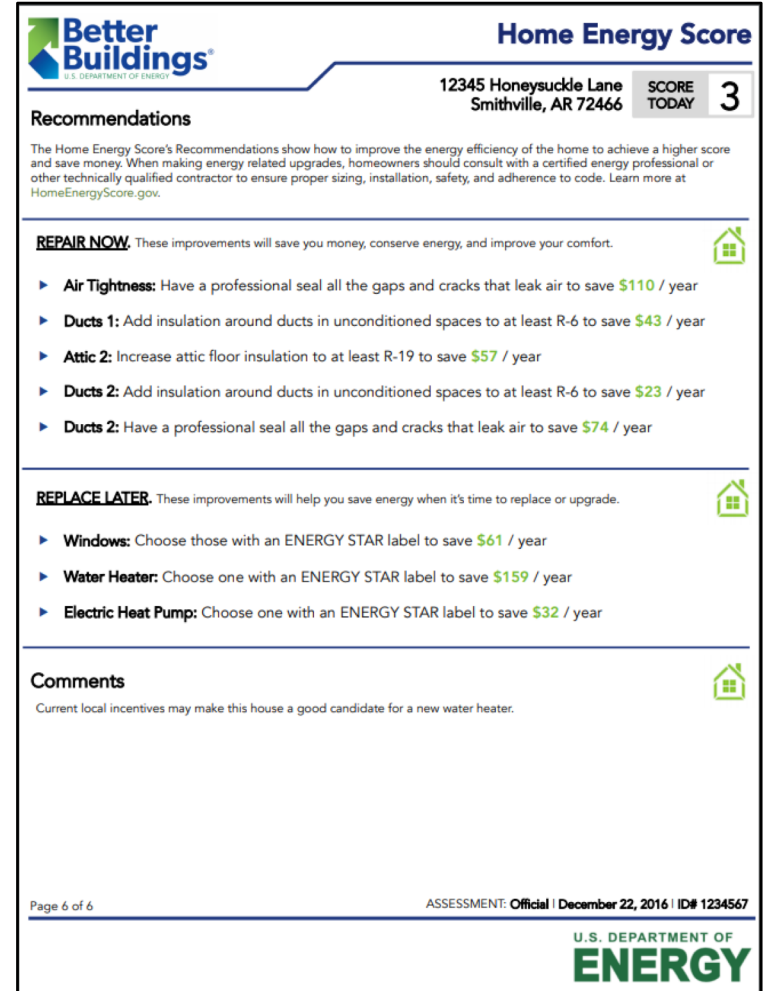 Better
Buildings®
U.S. DEPARTMENT OF ENERGY
Home Energy Score
12345 Honeysuckle Lane
Smithville, AR 72466
SCORE
TODAY
3
Recommendations
The Home Energy Score's Recommendations show how to improve the energy efficiency of the home to achieve a higher score
and save money. When making energy related upgrades, homeowners should consult with a certified energy professional or
other technically qualified contractor to ensure proper sizing, installation, safety, and adherence to code. Learn more at
HomeEnergyScore.gov.
REPAIR NOW. These improvements will save you money, conserve energy, and improve your comfort.
Air Tightness: Have a professional seal all the gaps and cracks that leak air to save $110 / year
Ducts 1: Add insulation around ducts in unconditioned spaces to at least R-6 to save $43 / year
Attic 2: Increase attic floor insulation to at least R-19 to save $57 / year
Ducts 2: Add insulation around ducts in unconditioned spaces to at least R-6 to save $23 / year
Ducts 2: Have a professional seal all the gaps and cracks that leak air to save $74 / year
REPLACE LATER. These improvements will help you save energy when it's time to replace or upgrade.
Windows: Choose those with an ENERGY STAR label to save $61 / year
Water Heater: Choose one with an ENERGY STAR label to save $159 / year
Electric Heat Pump: Choose one with an ENERGY STAR label to save $32 / year
Comments
Current local incentives may make this house a good candidate for a new water heater.
Page 6 of 6
ASSESSMENT: Official | December 22, 2016 | ID# 1234567
U.S. DEPARTMENT OF
ENERGY